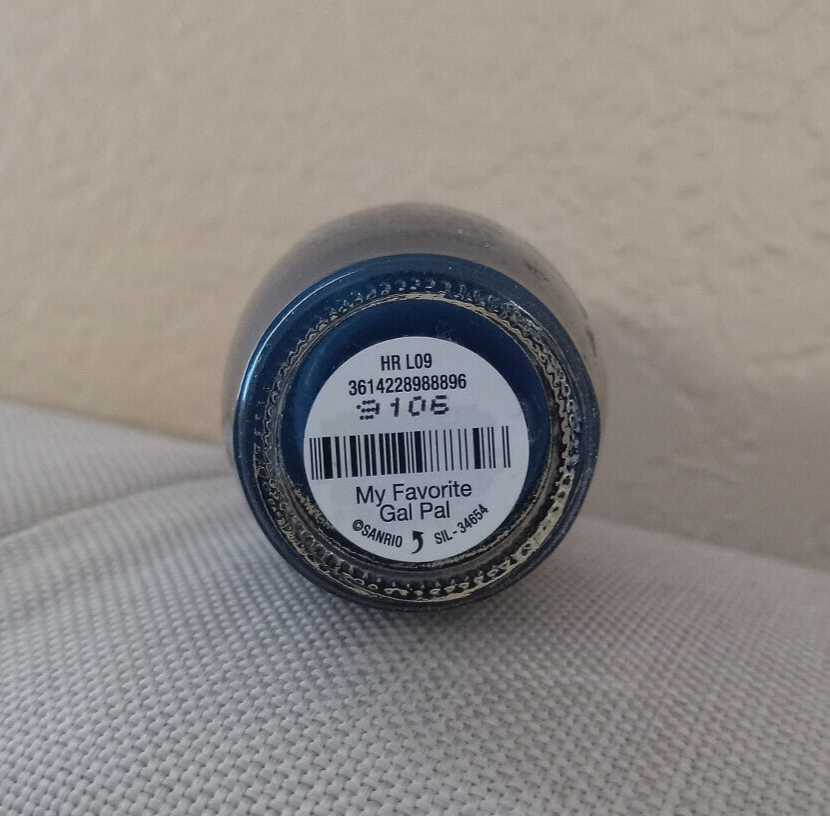 HR L09
3614228988896
9106
My Favorite
Gal Pal
©SANRIO SIL-34654